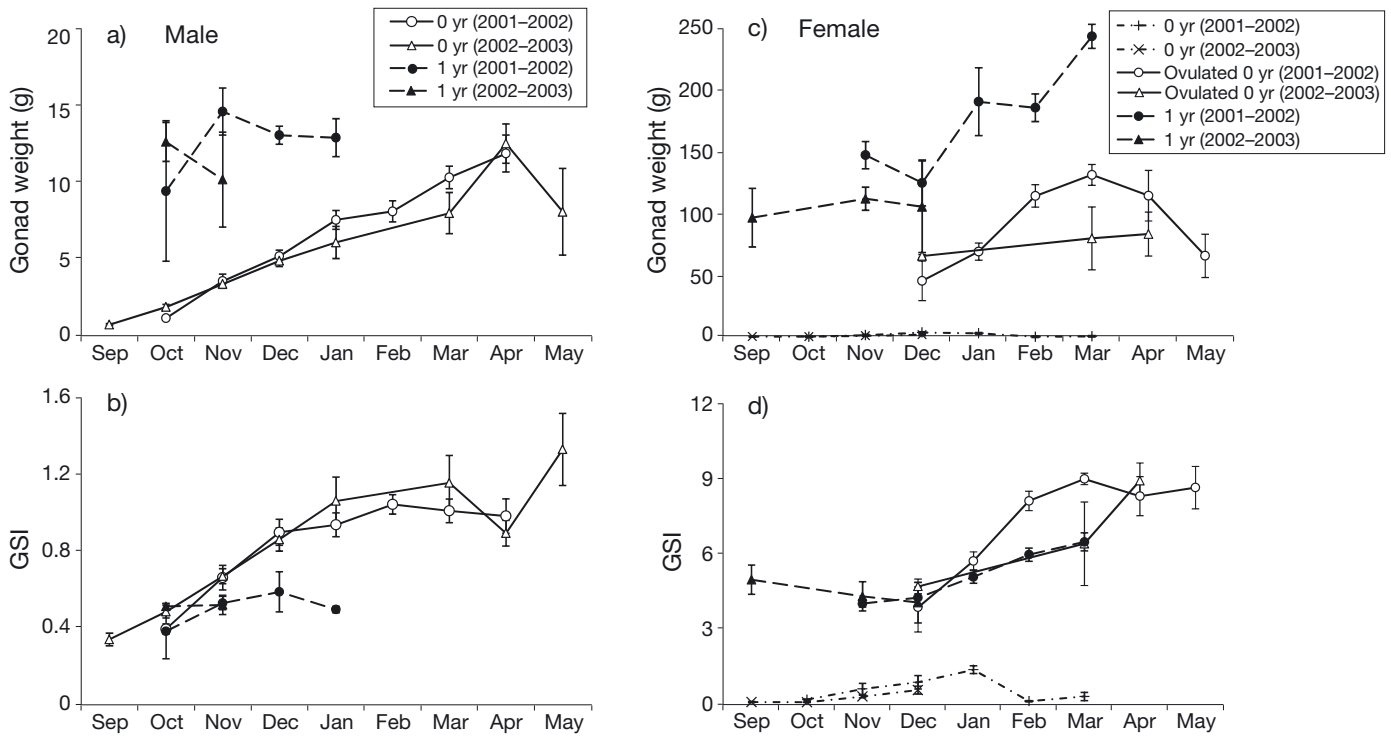 a) Male
0 yr (2001–2002)
0 yr (2002–2003)
1 yr (2001–2002)
1 yr (2002–2003)
Gonad weight (g)
20
15
10
5
0
Sep Oct Nov Dec Jan Feb Mar Apr May
c) Female
0 yr (2001–2002)
0 yr (2002–2003)
Ovulated 0 yr (2001–2002)
Ovulated 0 yr (2002–2003)
1 yr (2001–2002)
1 yr (2002–2003)
Gonad weight (g)
250
200
150
100
50
0
Sep Oct Nov Dec Jan Feb Mar Apr May
b)
GSI
1.6
1.2
0.8
0.4
0
Sep Oct Nov Dec Jan Feb Mar Apr May
d)
GSI
12
9
6
3
0
Sep Oct Nov Dec Jan Feb Mar Apr May